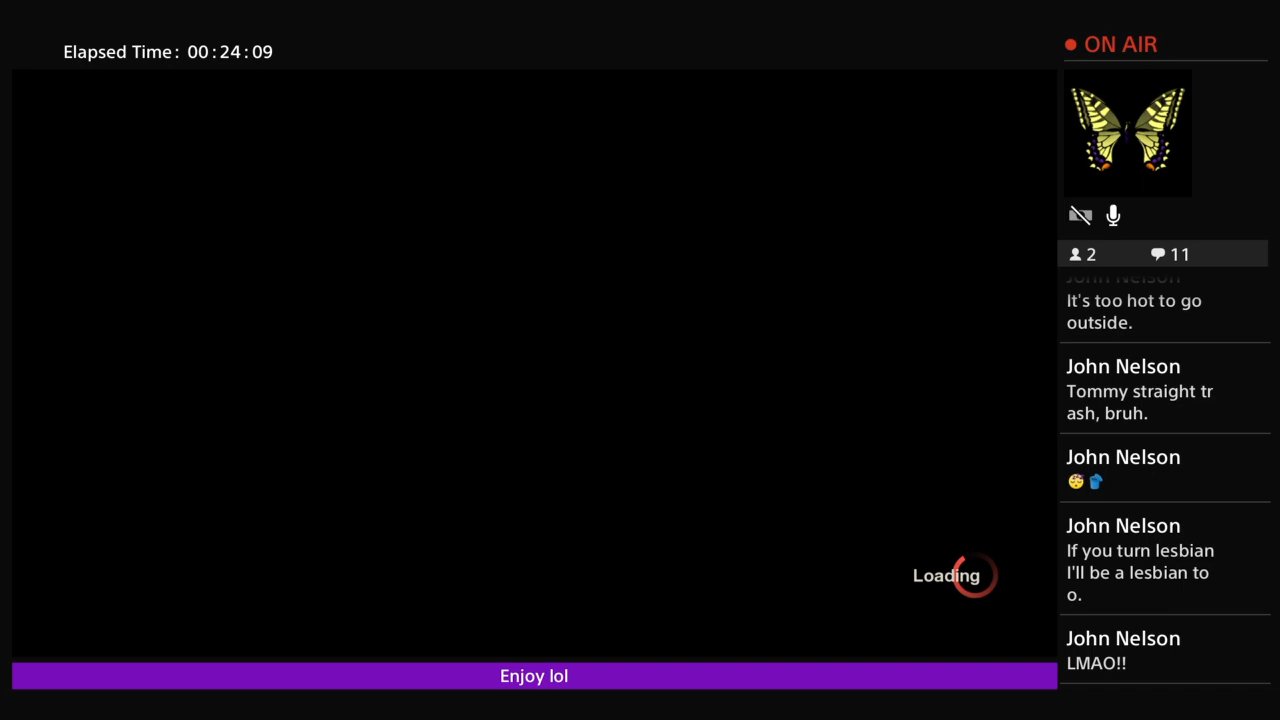 Elapsed Time: 00:24:09
ON AIR
2 11
John Nelson
It's too hot to go
outside.
John Nelson
Tommy straight tr
ash, bruh.
John Nelson
😴🗑
John Nelson
If you turn lesbian
I'll be a lesbian to
o.
John Nelson
LMAO!!
Loading
Enjoy lol